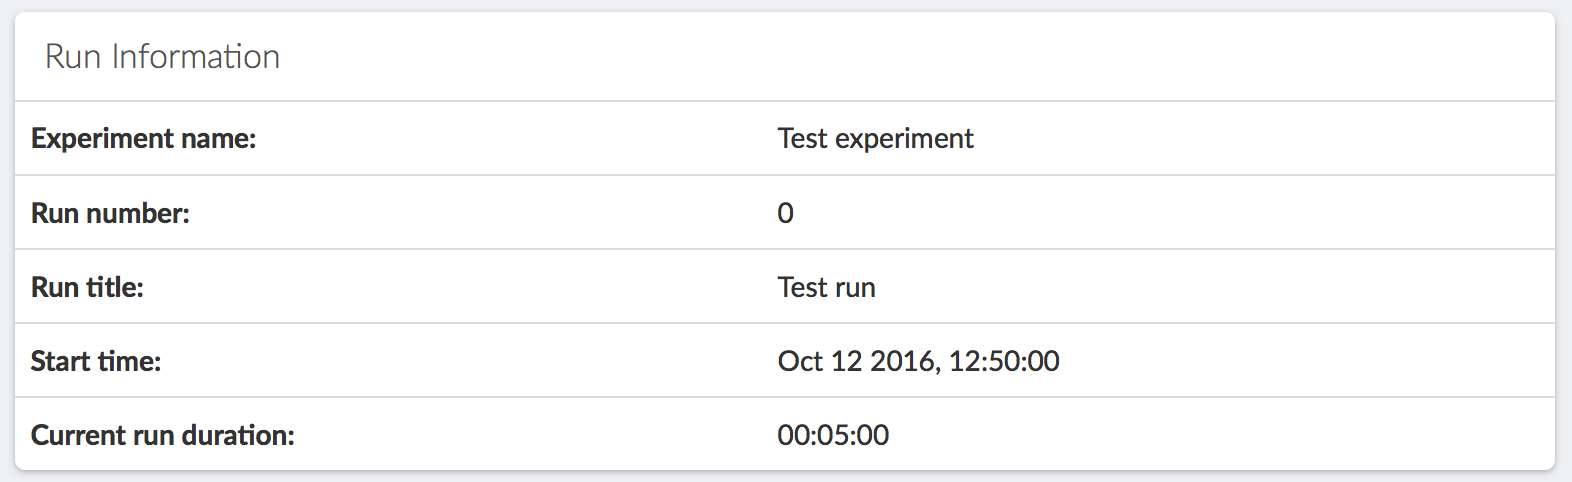 Run Information
Experiment name: Test experiment
Run number: 0
Run title: Test run
Start time: Oct 12 2016, 12:50:00
Current run duration: 00:05:00